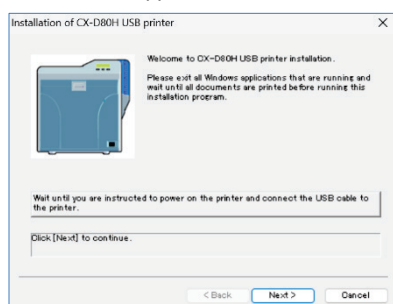 Installation of CX-D80H USB printer
Welcome to CX-D80H USB printer installation.
Please exit all Windows applications that are running and
wait until all documents are printed before running this
installation program.
Wait until you are instructed to power on the printer and connect the USB cable to
the printer.
Click [Next] to continue.
< Back Next > Cancel